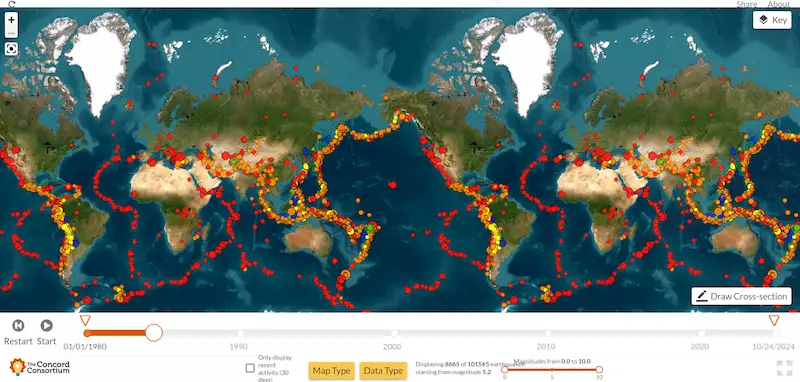 Share About
+
Key
Draw Cross-section
Restart Start
01/01/1980 1990 2000 2010 2020 10/24/2024
The Concord Consortium
Only display
recent
activity (30
days)
Map Type
Data Type
Displaying 8665 of 101565 earthquakes
starting from magnitude 5.2
Magnitudes from 0.0 to 10.0
0 5 10